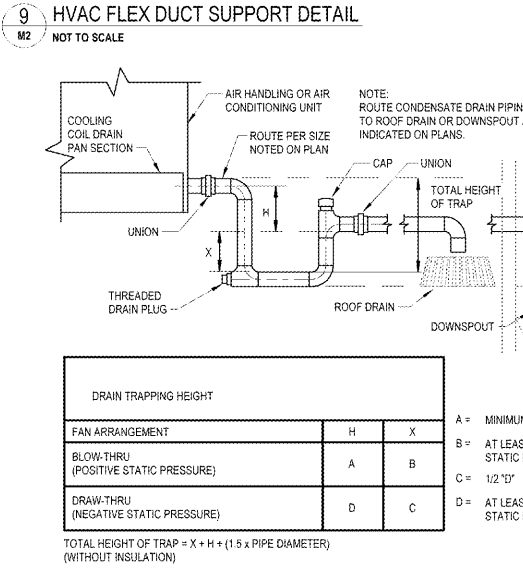 9
M2
HVAC FLEX DUCT SUPPORT DETAIL
NOT TO SCALE
AIR HANDLING OR AIR
CONDITIONING UNIT
NOTE:
ROUTE CONDENSATE DRAIN PIPIN
TO ROOF DRAIN OR DOWNSPOUT
INDICATED ON PLANS.
COOLING
COIL DRAIN
PAN SECTION
ROUTE PER SIZE
NOTED ON PLAN
CAP
UNION
TOTAL HEIGHT
OF TRAP
H
UNION
X
THREADED
DRAIN PLUG
ROOF DRAIN
DOWNSPOUT
DRAIN TRAPPING HEIGHT
FAN ARRANGEMENT H X
BLOW-THRU
(POSITIVE STATIC PRESSURE) A B
DRAW-THRU
(NEGATIVE STATIC PRESSURE) D C
A = MINIMUM
B = AT LEAS
STATIC
C = 1/2 "D"
D = AT LEAS
STATIC
TOTAL HEIGHT OF TRAP = X + H + (1.5 x PIPE DIAMETER)
(WITHOUT INSULATION)